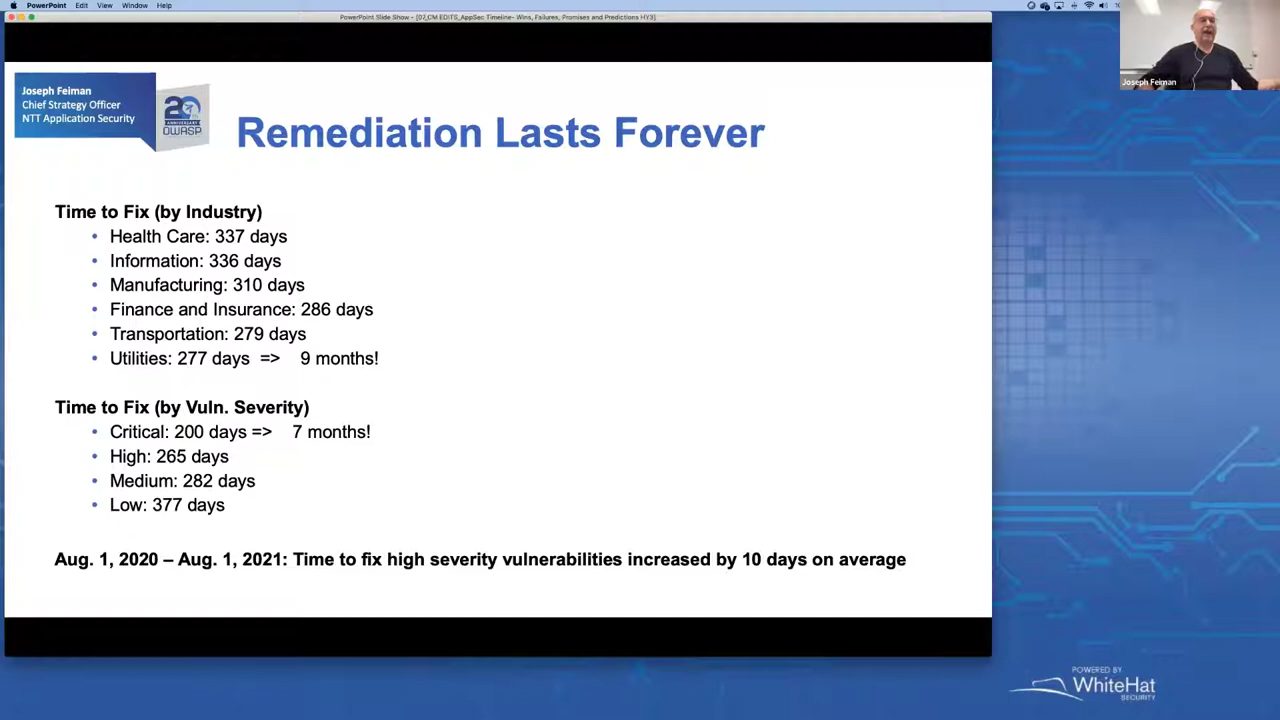 PowerPoint Edit View Window Help
PowerPoint Slide Show - [07_CM EDITS_AppSec Timeline- Wins, Failures, Promises and Predictions HY3]
Joseph Feiman
Joseph Feiman
Chief Strategy Officer
NTT Application Security
20
ANNIVERSARY
OWASP
Remediation Lasts Forever
Time to Fix (by Industry)
• Health Care: 337 days
• Information: 336 days
• Manufacturing: 310 days
• Finance and Insurance: 286 days
• Transportation: 279 days
• Utilities: 277 days => 9 months!
Time to Fix (by Vuln. Severity)
• Critical: 200 days => 7 months!
• High: 265 days
• Medium: 282 days
• Low: 377 days
Aug. 1, 2020 – Aug. 1, 2021: Time to fix high severity vulnerabilities increased by 10 days on average
POWERED BY
WhiteHat
SECURITY